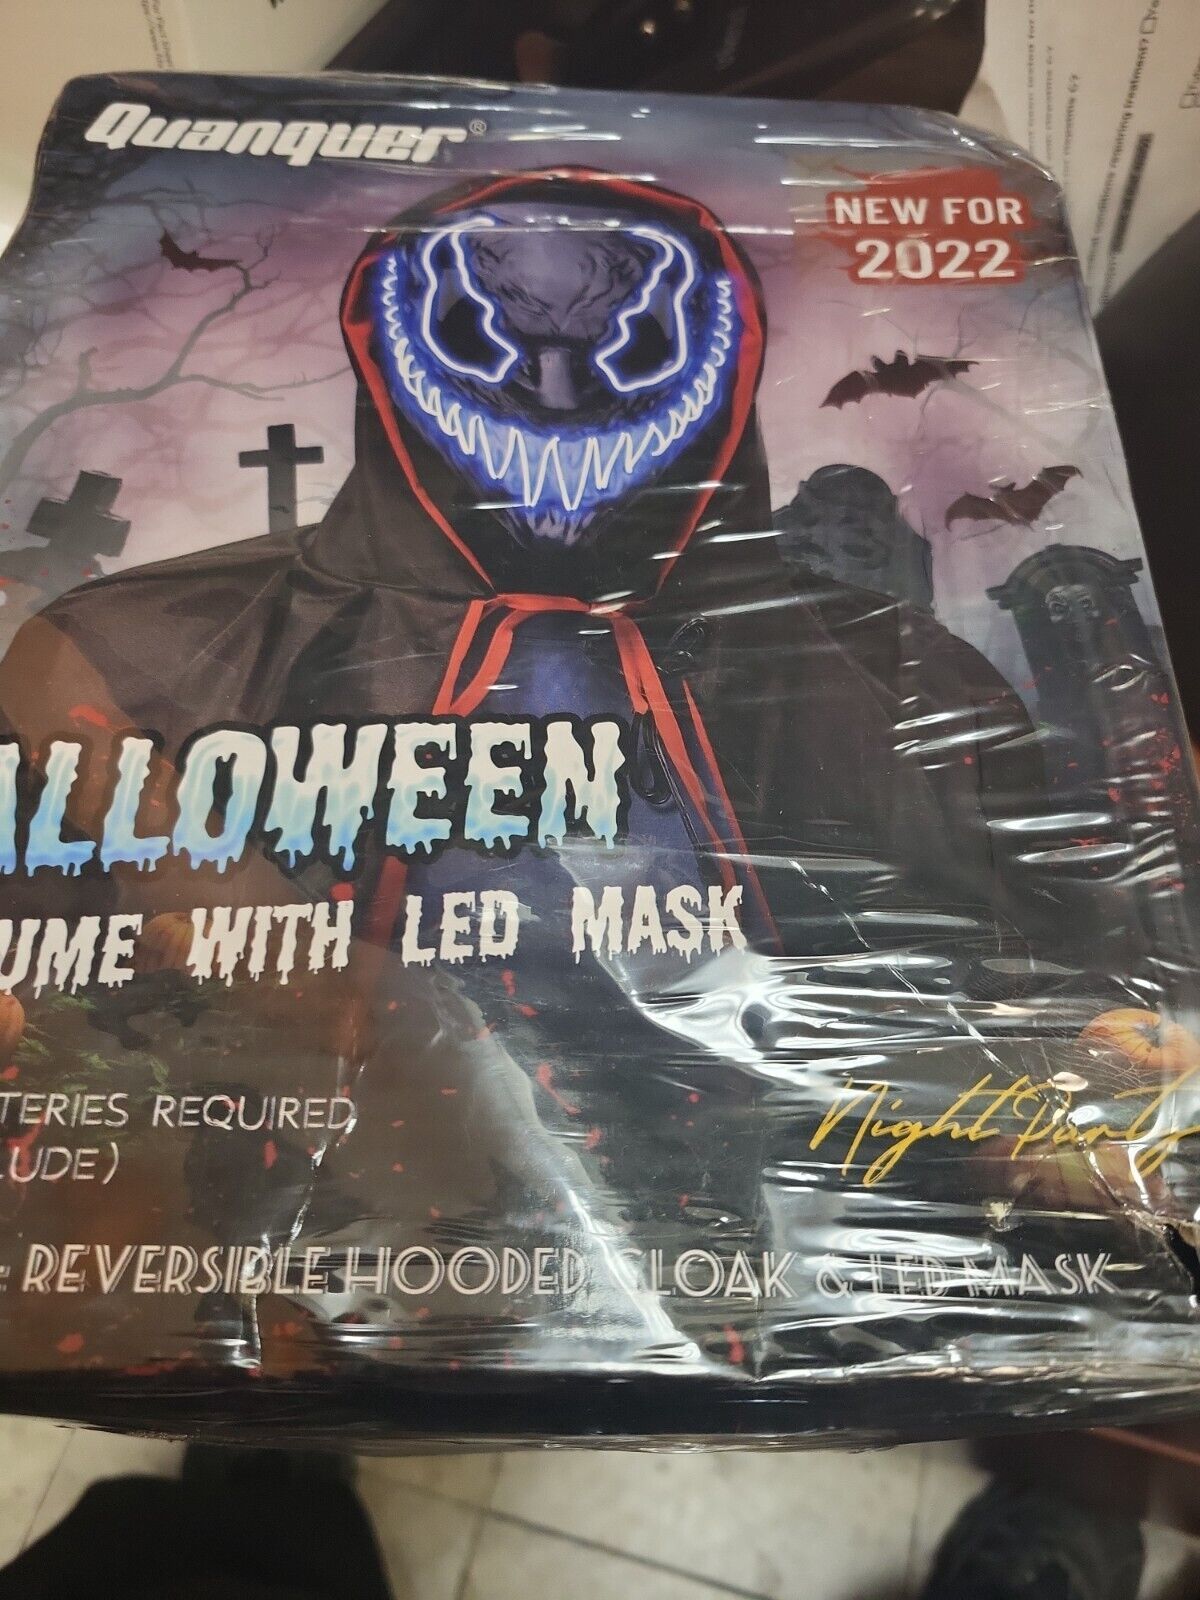 Quanquer®
NEW FOR
2022
ALLOWEEN
UME WITH LED MASK
TERIES REQUIRED
LUDE)
Night Party
REVERSIBLE HOODED CLOAK & LED MASK